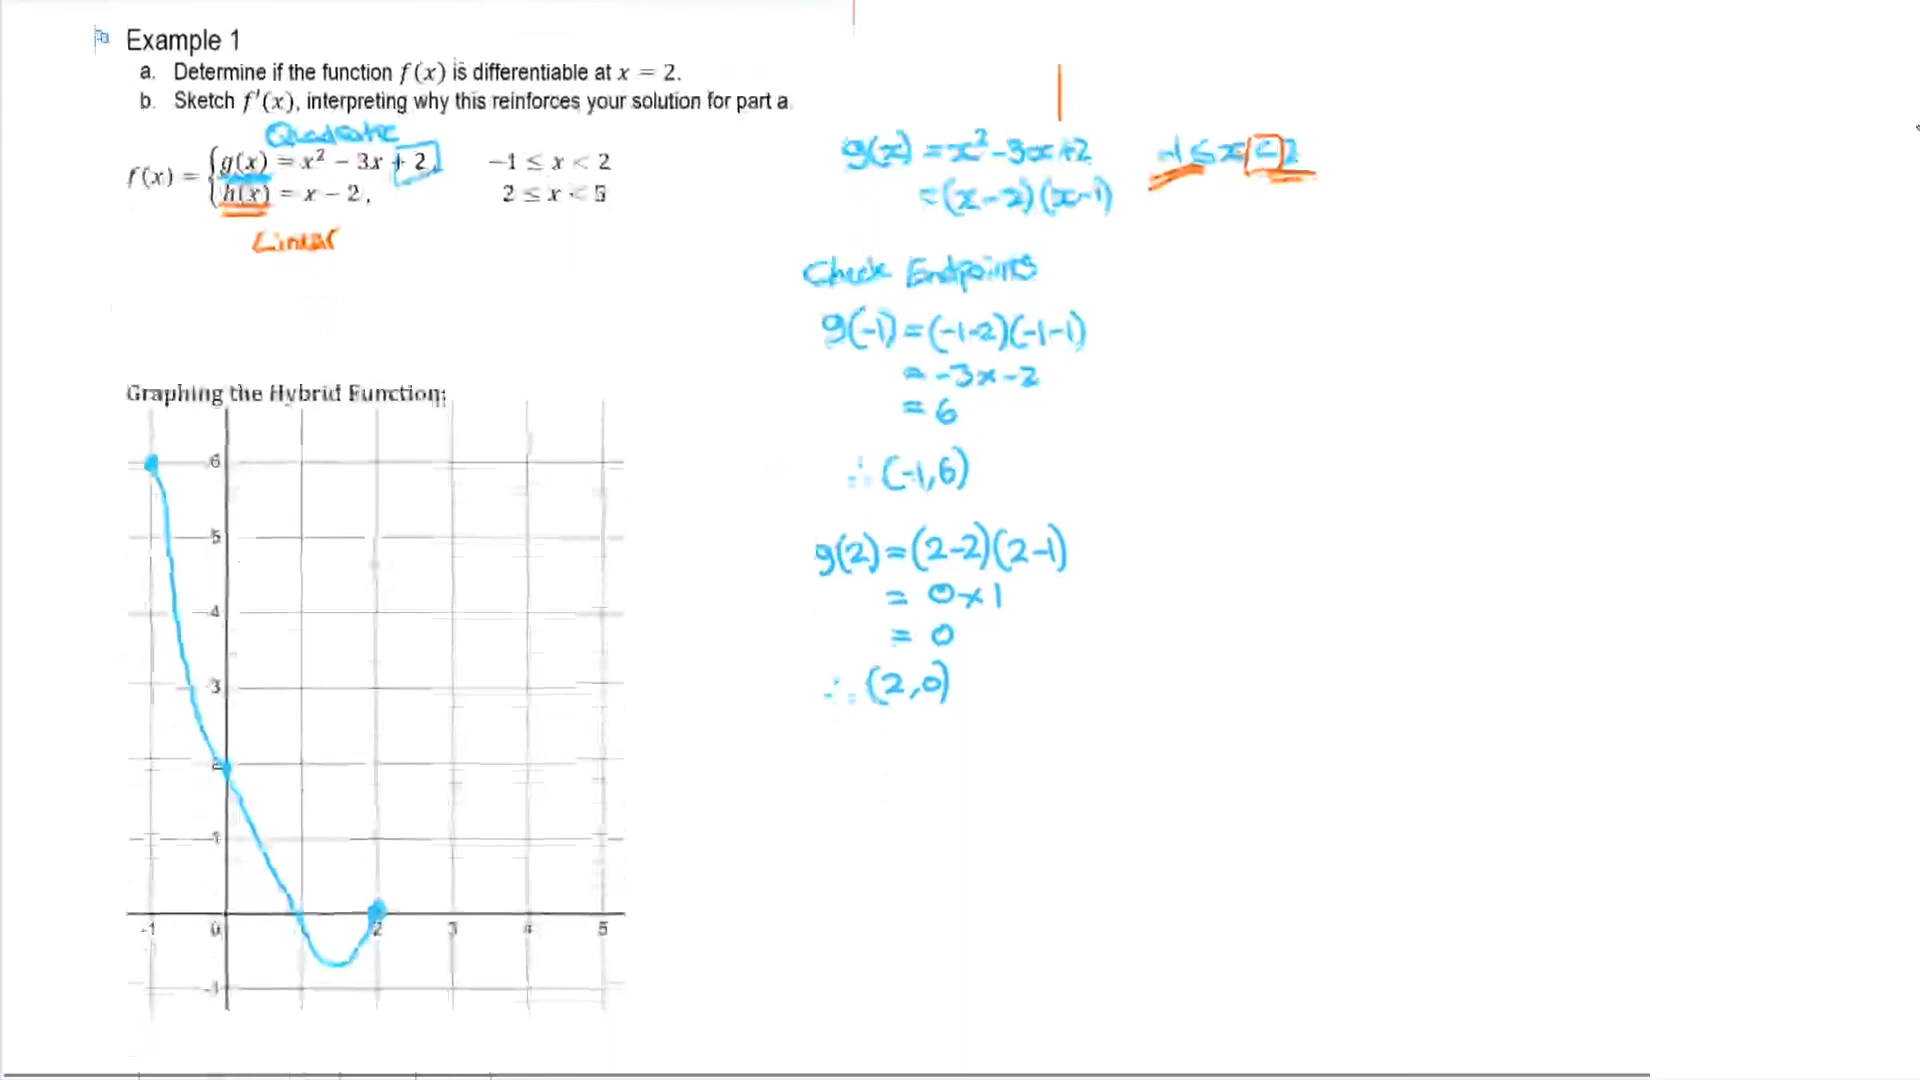 Example 1
a. Determine if the function f(x) is differentiable at x = 2.
b. Sketch f'(x), interpreting why this reinforces your solution for part a.
Quadratic
f(x) = { g(x) = x² − 3x + 2, −1 ≤ x < 2
h(x) = x − 2, 2 ≤ x < 5
Linear
g(x) = x² − 3x + 2 −1 ≤ x < 2
= (x−2)(x−1)
Check Endpoints
g(-1) = (-1-2)(-1-1)
= -3x-2
= 6
∴ (-1,6)
g(2) = (2-2)(2-1)
= 0x1
= 0
∴ (2,0)
Graphing the Hybrid Function:
6
5
4
3
2
1
-1 0 2 3 4 5
-1